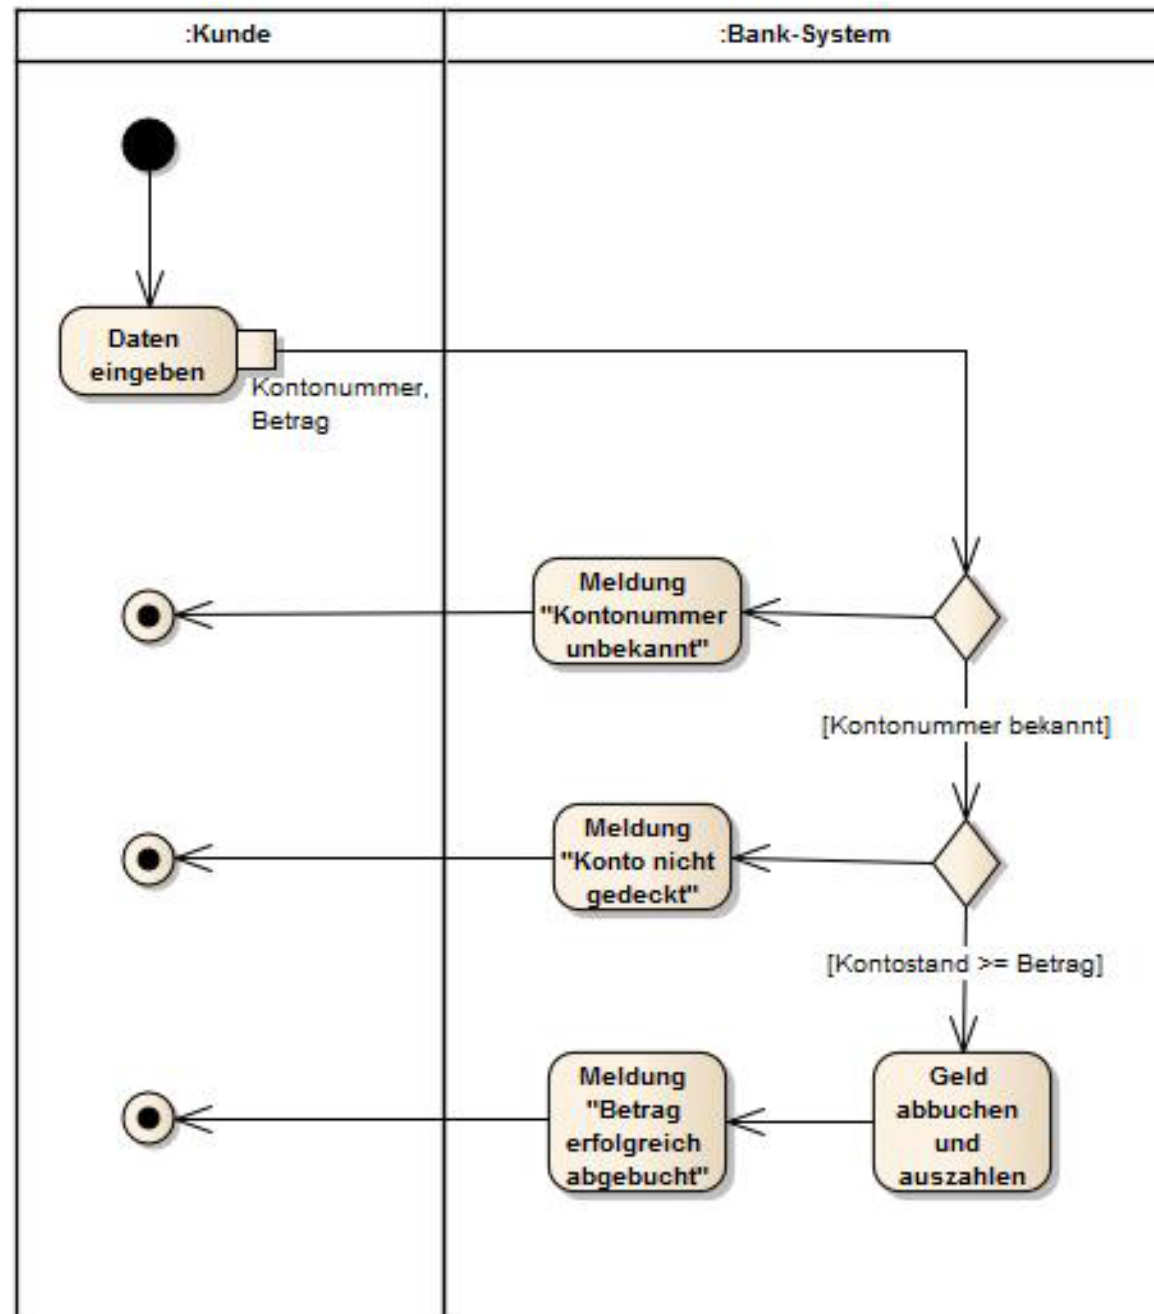 :Kunde
:Bank-System
Daten
eingeben
Kontonummer,
Betrag
Meldung
"Kontonummer
unbekannt"
[Kontonummer bekannt]
Meldung
"Konto nicht
gedeckt"
[Kontostand >= Betrag]
Meldung
"Betrag
erfolgreich
abgebucht"
Geld
abbuchen
und
auszahlen